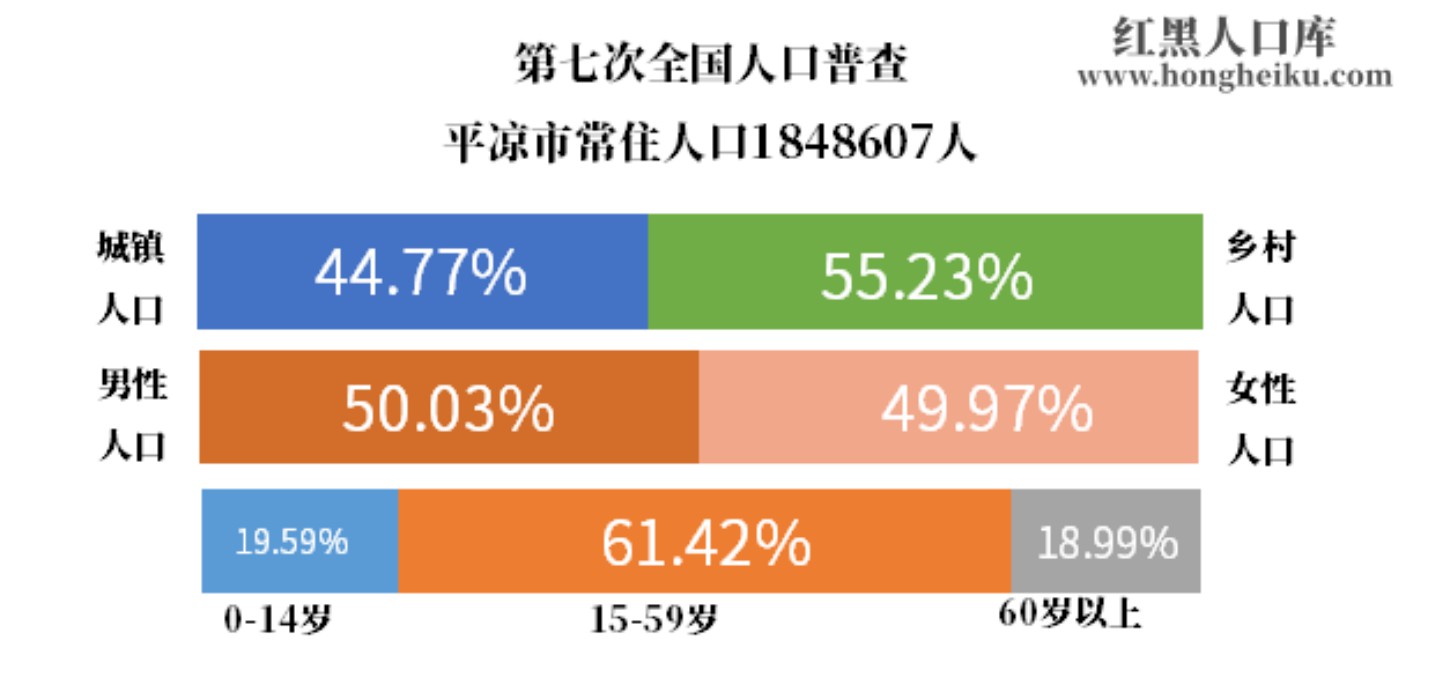 红黑人口库
www.hongheiku.com
第七次全国人口普查
平凉市常住人口1848607人
城镇
人口
44.77%
55.23%
乡村
人口
男性
人口
50.03%
49.97%
女性
人口
19.59%
61.42%
18.99%
0-14岁
15-59岁
60岁以上